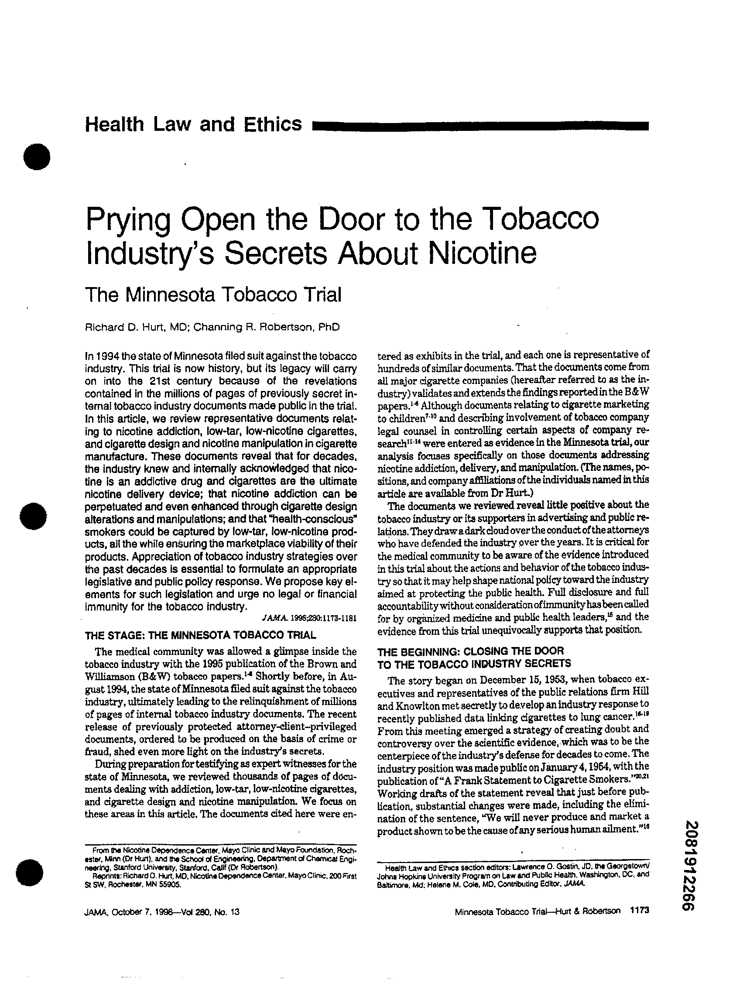 Health Law and Ethics
Prying Open the Door to the Tobacco
Industry's Secrets About Nicotine
The Minnesota Tobacco Trial
Richard D. Hurt, MD; Channing R. Robertson, PhD
In 1994 the state of Minnesota filed suit against the tobacco
industry. This trial is now history, but its legacy will carry
on into the 21st century because of the revelations
contained in the millions of pages of previously secret in-
ternal tobacco industry documents made public in the trial.
In this article, we review representative documents relat-
ing to nicotine addiction, low-tar, low-nicotine cigarettes,
and cigarette design and nicotine manipulation in cigarette
manufacture. These documents reveal that for decades,
the industry knew and internally acknowledged that nico-
tine is an addictive drug and cigarettes are the ultimate
nicotine delivery device; that nicotine addiction can be
perpetuated and even enhanced through cigarette design
alterations and manipulations; and that "health-conscious"
smokers could be captured by low-tar, low-nicotine prod-
ucts, all the while ensuring the marketplace viability of their
products. Appreciation of tobacco industry strategies over
the past decades is essential to formulate an appropriate
legislative and public policy response. We propose key el-
ements for such legislation and urge no legal or financial
immunity for the tobacco industry.
JAMA. 1998;280:1173-1181
THE STAGE: THE MINNESOTA TOBACCO TRIAL
The medical community was allowed a glimpse inside the
tobacco industry with the 1995 publication of the Brown and
Williamson (B&W) tobacco papers.1-6 Shortly before, in Au-
gust 1994, the state of Minnesota filed suit against the tobacco
industry, ultimately leading to the relinquishment of millions
of pages of internal tobacco industry documents. The recent
release of previously protected attorney-client-privileged
documents, ordered to be produced on the basis of crime or
fraud, shed even more light on the industry's secrets.
During preparation for testifying as expert witnesses for the
state of Minnesota, we reviewed thousands of pages of docu-
ments dealing with addiction, low-tar, low-nicotine cigarettes,
and cigarette design and nicotine manipulation. We focus on
these areas in this article. The documents cited here were en-
From the Nicotine Dependence Center, Mayo Clinic and Mayo Foundation, Roch-
ester, Minn (Dr Hurt), and the School of Engineering, Department of Chemical Engi-
neering, Stanford University, Stanford, Calif (Dr Robertson).
Reprints: Richard D. Hurt, MD, Nicotine Dependence Center, Mayo Clinic, 200 First
St SW, Rochester, MN 55905.
tered as exhibits in the trial, and each one is representative of
hundreds of similar documents. That the documents come from
all major cigarette companies (hereafter referred to as the in-
dustry) validates and extends the findings reported in the B&W
papers.1-6 Although documents relating to cigarette marketing
to children7-10 and describing involvement of tobacco company
legal counsel in controlling certain aspects of company re-
search11-14 were entered as evidence in the Minnesota trial, our
analysis focuses specifically on those documents addressing
nicotine addiction, delivery, and manipulation. (The names, po-
sitions, and company affiliations of the individuals named in this
article are available from Dr Hurt.)
The documents we reviewed reveal little positive about the
tobacco industry or its supporters in advertising and public re-
lations. They draw a dark cloud over the conduct of the attorneys
who have defended the industry over the years. It is critical for
the medical community to be aware of the evidence introduced
in this trial about the actions and behavior of the tobacco indus-
try so that it may help shape national policy toward the industry
aimed at protecting the public health. Full disclosure and full
accountability without consideration of immunity has been called
for by organized medicine and public health leaders,15 and the
evidence from this trial unequivocally supports that position.
THE BEGINNING: CLOSING THE DOOR
TO THE TOBACCO INDUSTRY SECRETS
The story began on December 15, 1953, when tobacco ex-
ecutives and representatives of the public relations firm Hill
and Knowlton met secretly to develop an industry response to
recently published data linking cigarettes to lung cancer.16-19
From this meeting emerged a strategy of creating doubt and
controversy over the scientific evidence, which was to be the
centerpiece of the industry's defense for decades to come. The
industry position was made public on January 4, 1954, with the
publication of "A Frank Statement to Cigarette Smokers."20,21
Working drafts of the statement reveal that just before pub-
lication, substantial changes were made, including the elimi-
nation of the sentence, "We will never produce and market a
product shown to be the cause of any serious human ailment."18
Health Law and Ethics section editors: Lawrence O. Gostin, JD, the Georgetown/
Johns Hopkins University Program on Law and Public Health, Washington, DC, and
Baltimore, Md; Helene M. Cole, MD, Contributing Editor, JAMA.
JAMA, October 7, 1998—Vol 280, No. 13
Minnesota Tobacco Trial—Hurt & Robertson 1173
2081912266